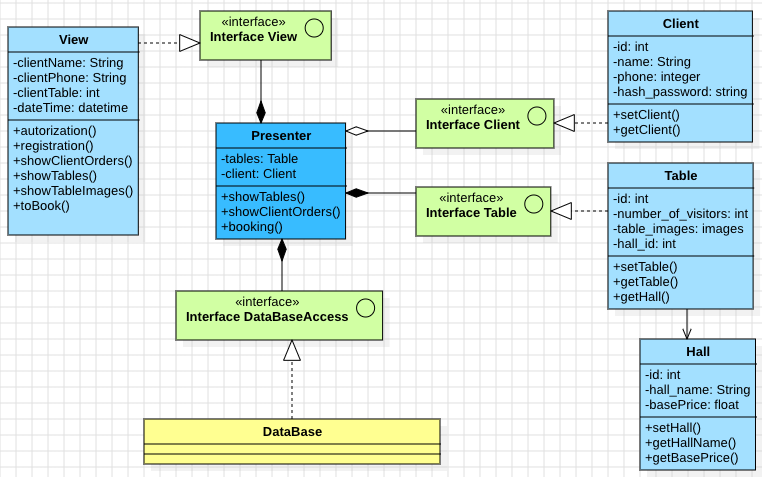 View
-clientName: String
-clientPhone: String
-clientTable: int
-dateTime: datetime
+autorization()
+registration()
+showClientOrders()
+showTables()
+showTableImages()
+toBook()
«interface»
Interface View
Presenter
-tables: Table
-client: Client
+showTables()
+showClientOrders()
+booking()
«interface»
Interface Client
«interface»
Interface Table
«interface»
Interface DataBaseAccess
DataBase
Client
-id: int
-name: String
-phone: integer
-hash_password: string
+setClient()
+getClient()
Table
-id: int
-number_of_visitors: int
-table_images: images
-hall_id: int
+setTable()
+getTable()
+getHall()
Hall
-id: int
-hall_name: String
-basePrice: float
+setHall()
+getHallName()
+getBasePrice()